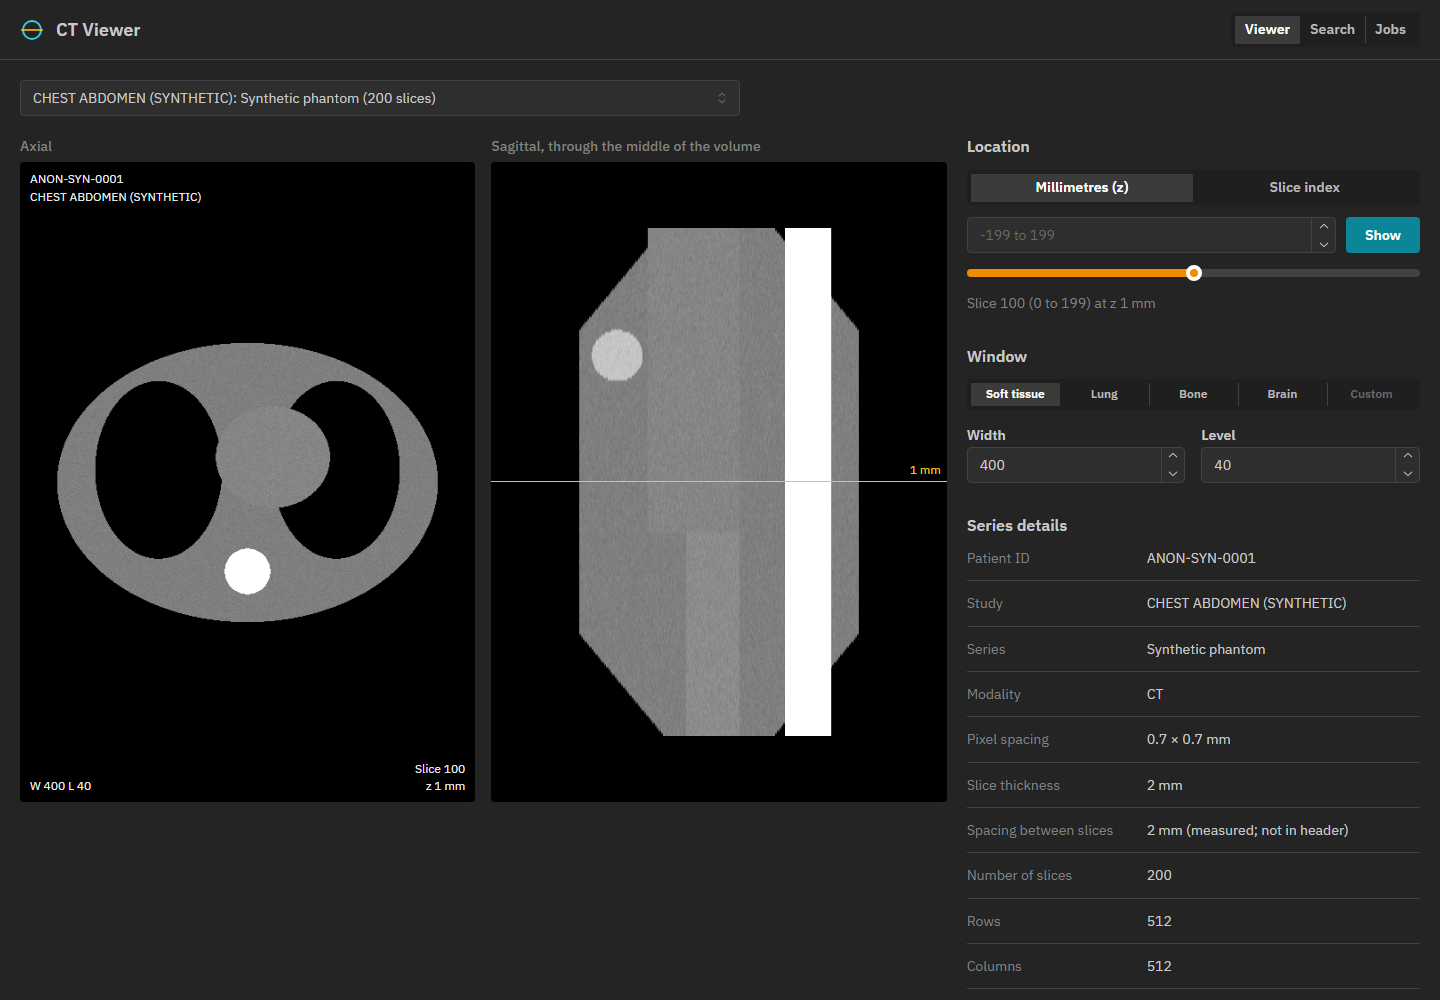 CT Viewer
Viewer Search Jobs
CHEST ABDOMEN (SYNTHETIC): Synthetic phantom (200 slices)
Axial
ANON-SYN-0001
CHEST ABDOMEN (SYNTHETIC)
W 400 L 40
Slice 100
z 1 mm
Sagittal, through the middle of the volume
1 mm
Location
Millimetres (z) Slice index
-199 to 199 Show
Slice 100 (0 to 199) at z 1 mm
Window
Soft tissue Lung Bone Brain Custom
Width Level
400 40
Series details
Patient ID ANON-SYN-0001
Study CHEST ABDOMEN (SYNTHETIC)
Series Synthetic phantom
Modality CT
Pixel spacing 0.7 × 0.7 mm
Slice thickness 2 mm
Spacing between slices 2 mm (measured; not in header)
Number of slices 200
Rows 512
Columns 512